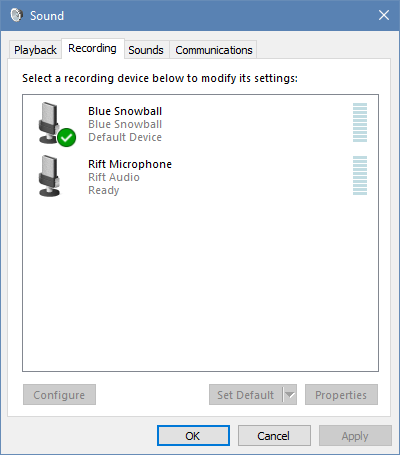 Sound
Playback Recording Sounds Communications
Select a recording device below to modify its settings:
Blue Snowball
Blue Snowball
Default Device
Rift Microphone
Rift Audio
Ready
Configure Set Default Properties
OK Cancel Apply